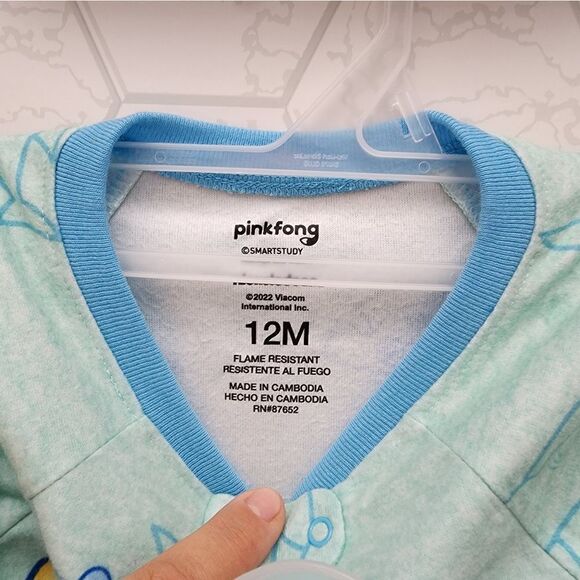 pinkfong
©SMARTSTUDY
©2022 Viacom
International Inc.
12M
FLAME RESISTANT
RESISTENTE AL FUEGO
MADE IN CAMBODIA
HECHO EN CAMBODIA
RN#87652